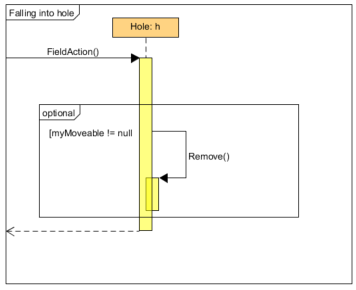 Falling into hole
Hole: h
FieldAction()
optional
[myMoveable != null
Remove()